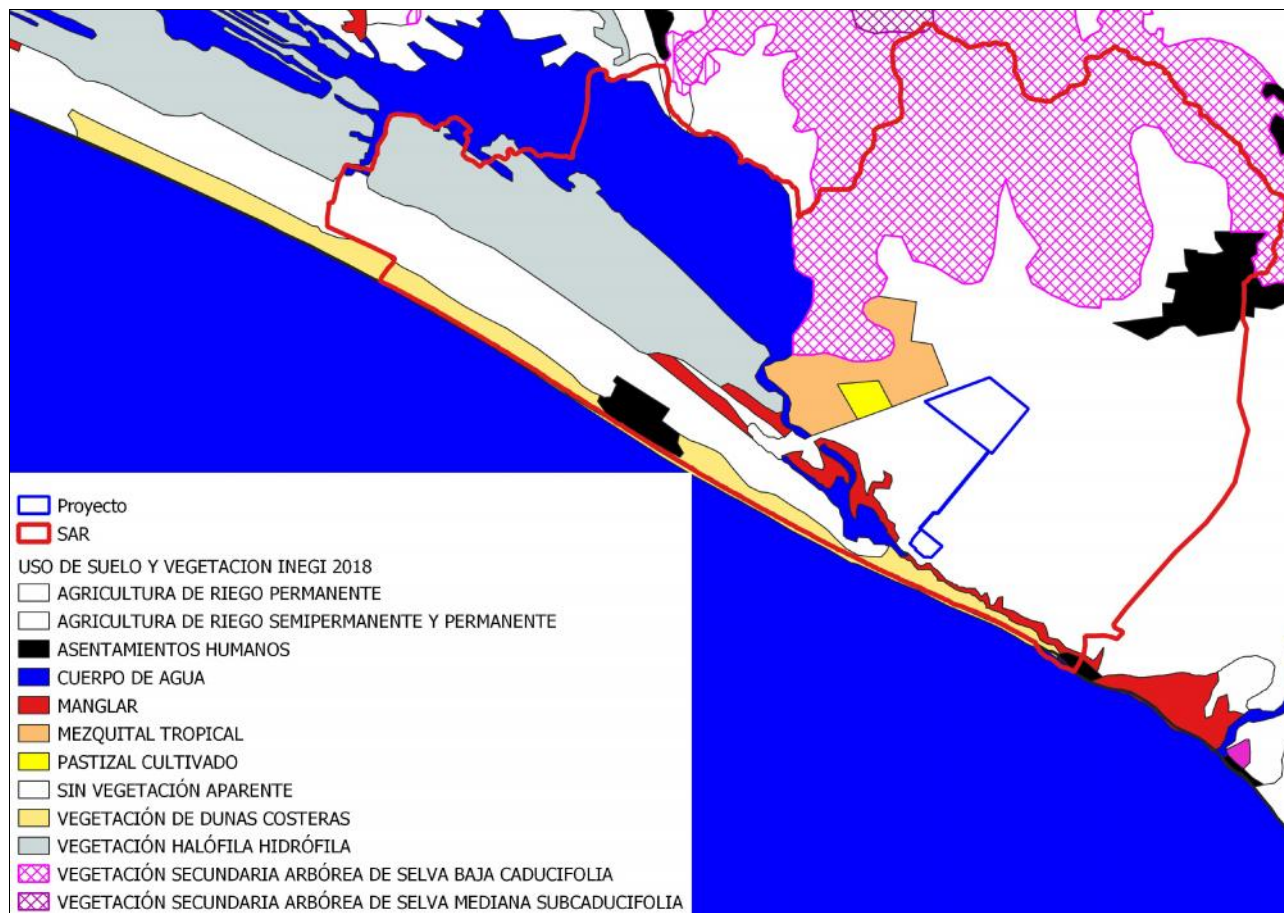 Proyecto
SAR
USO DE SUELO Y VEGETACION INEGI 2018
AGRICULTURA DE RIEGO PERMANENTE
AGRICULTURA DE RIEGO SEMIPERMANENTE Y PERMANENTE
ASENTAMIENTOS HUMANOS
CUERPO DE AGUA
MANGLAR
MEZQUITAL TROPICAL
PASTIZAL CULTIVADO
SIN VEGETACIÓN APARENTE
VEGETACIÓN DE DUNAS COSTERAS
VEGETACIÓN HALÓFILA HIDRÓFILA
VEGETACIÓN SECUNDARIA ARBÓREA DE SELVA BAJA CADUCIFOLIA
VEGETACIÓN SECUNDARIA ARBÓREA DE SELVA MEDIANA SUBCADUCIFOLIA